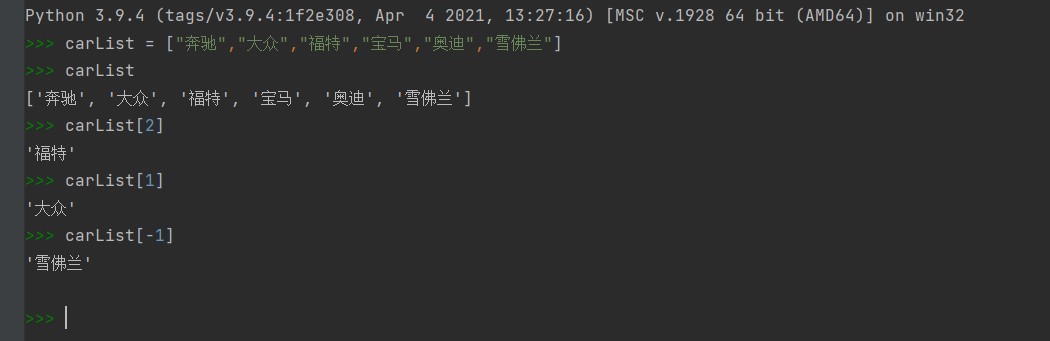 Python 3.9.4 (tags/v3.9.4:1f2e308, Apr  4 2021, 13:27:16) [MSC v.1928 64 bit (AMD64)] on win32
>>> carList = ["奔驰","大众","福特","宝马","奥迪","雪佛兰"]
>>> carList
['奔驰', '大众', '福特', '宝马', '奥迪', '雪佛兰']
>>> carList[2]
'福特'
>>> carList[1]
'大众'
>>> carList[-1]
'雪佛兰'
>>>